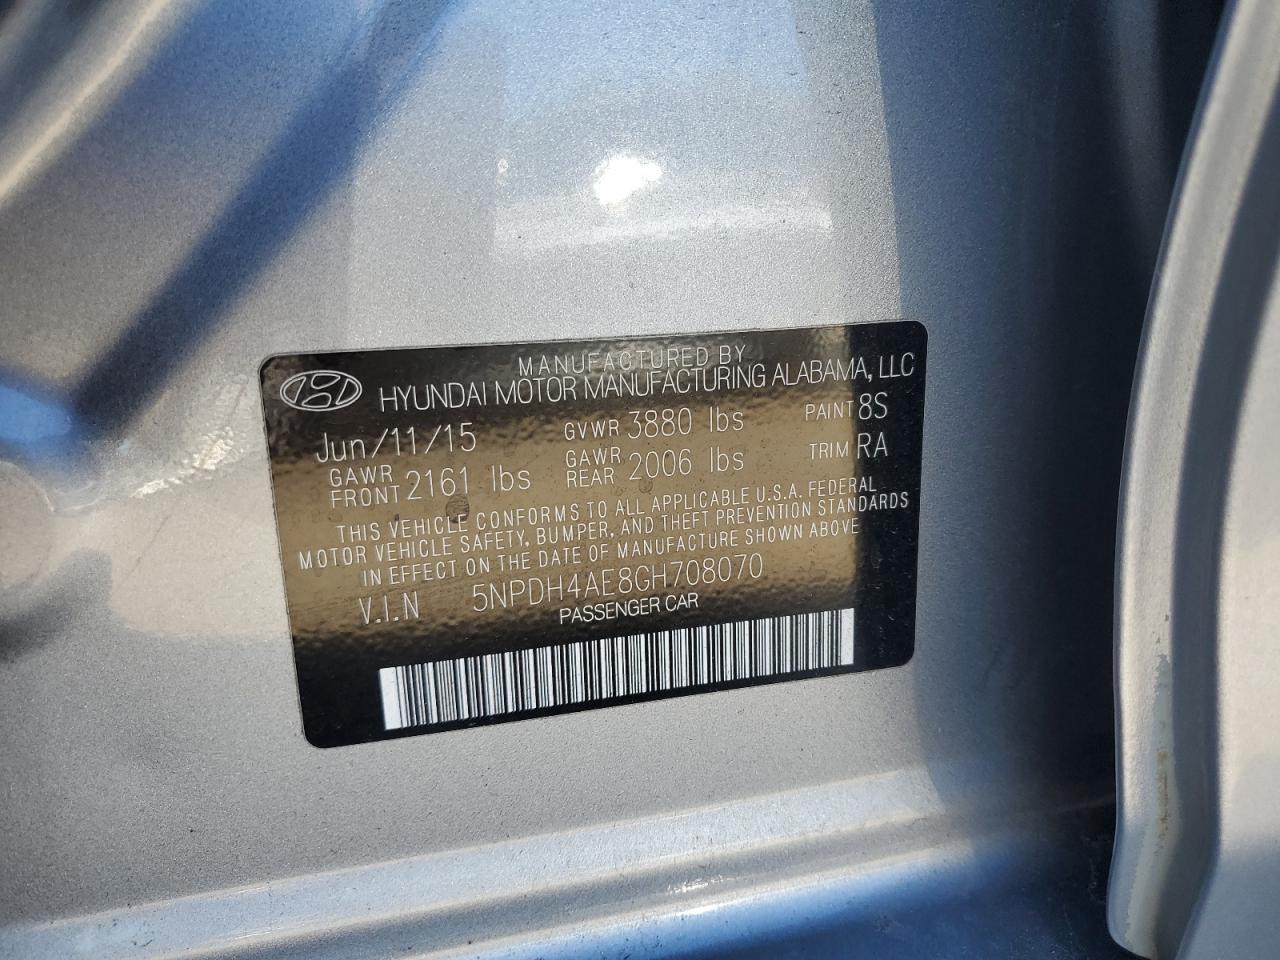 MANUFACTURED BY
HYUNDAI MOTOR MANUFACTURING ALABAMA, LLC
Jun/11/15 GVWR 3880 lbs PAINT 8S
GAWR FRONT 2161 lbs GAWR REAR 2006 lbs TRIM RA
THIS VEHICLE CONFORMS TO ALL APPLICABLE U.S.A. FEDERAL
MOTOR VEHICLE SAFETY, BUMPER, AND THEFT PREVENTION STANDARDS
IN EFFECT ON THE DATE OF MANUFACTURE SHOWN ABOVE
V.I.N 5NPDH4AE8GH708070
PASSENGER CAR